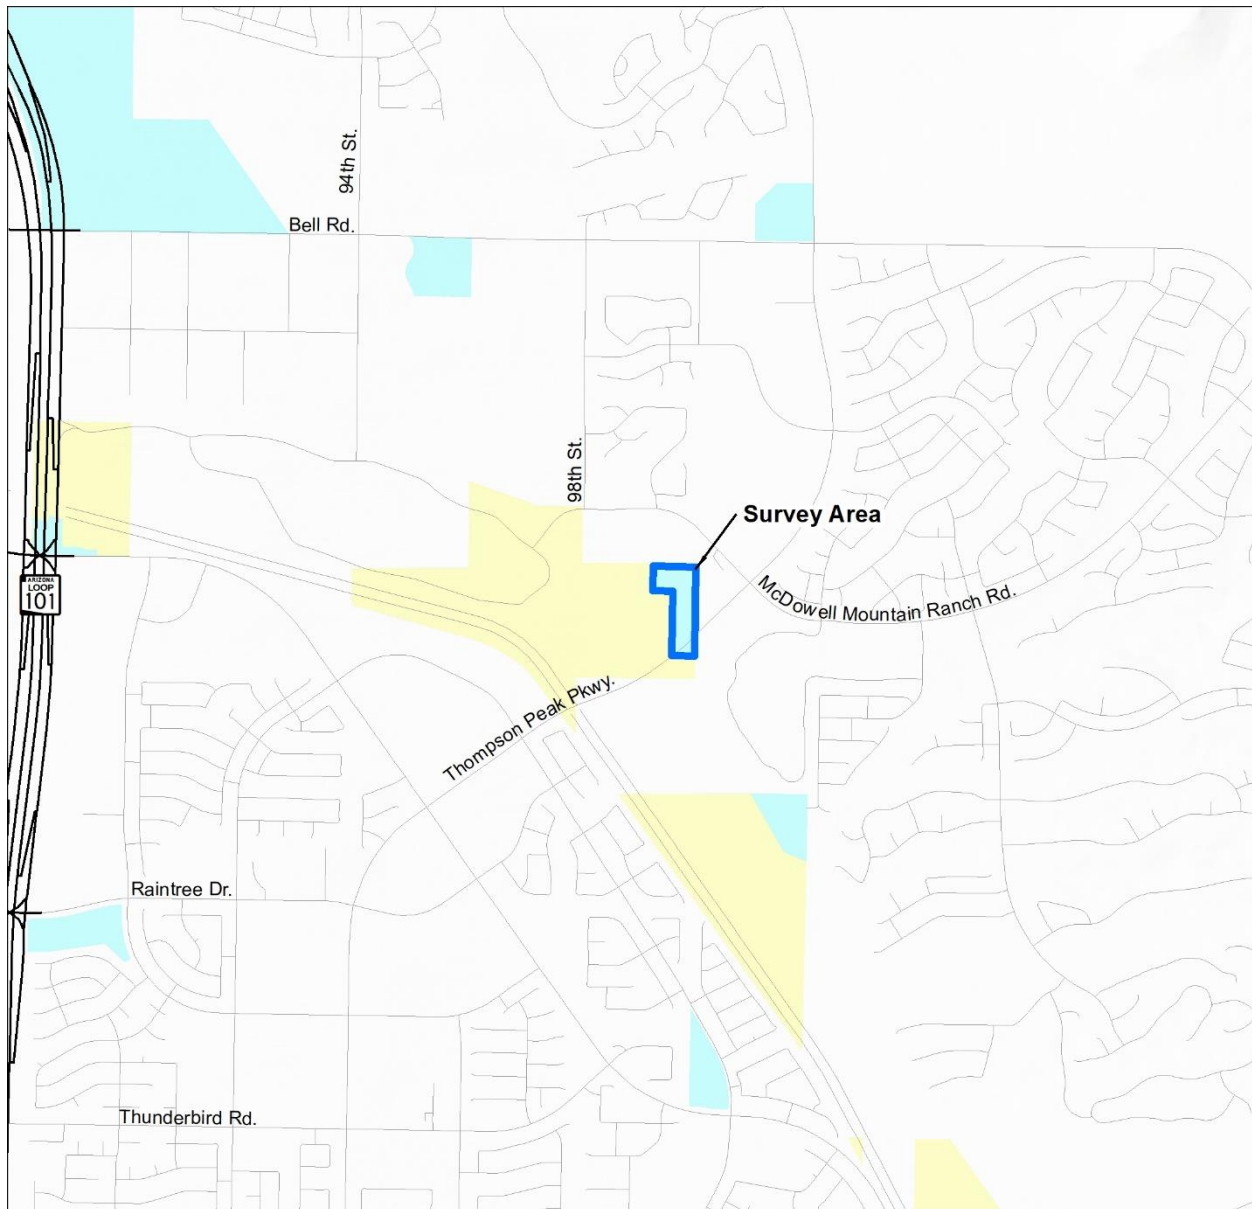 94th St.
Bell Rd.
98th St.
Survey Area
ARIZONA
LOOP
101
McDowell Mountain Ranch Rd.
Thompson Peak Pkwy.
Raintree Dr.
Thunderbird Rd.